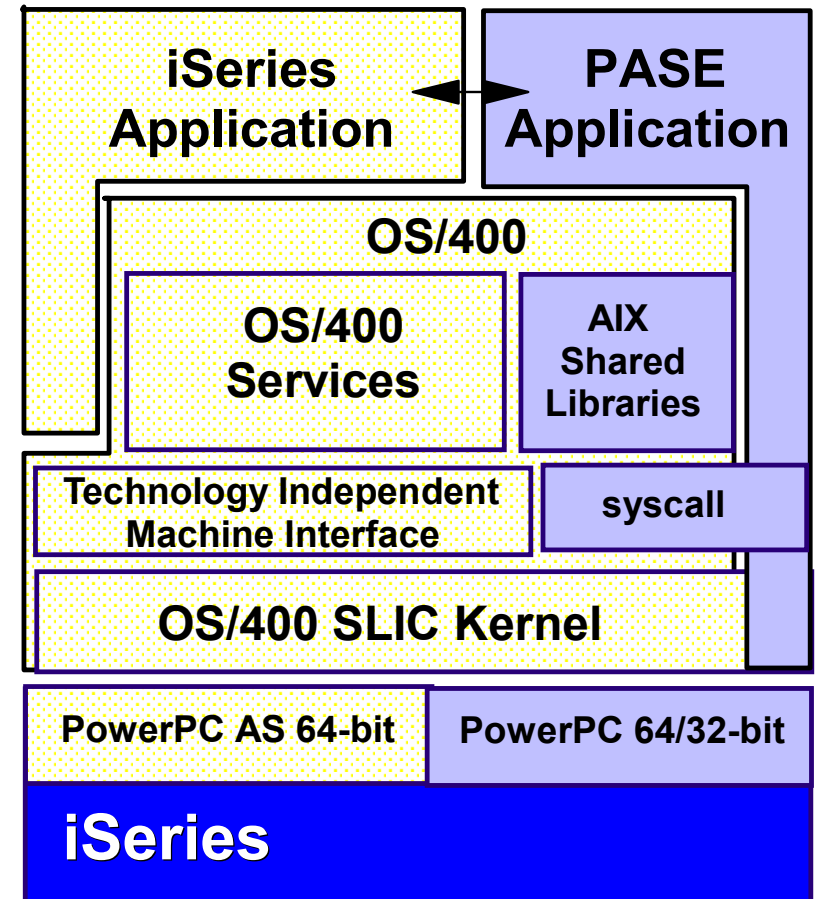 iSeries
Application
PASE
Application
OS/400
OS/400
Services
AIX
Shared
Libraries
Technology Independent
Machine Interface
syscall
OS/400 SLIC Kernel
PowerPC AS 64-bit
PowerPC 64/32-bit
iSeries